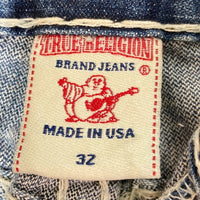 TRUE RELIGION
BRAND JEANS
®
MADE IN USA
32